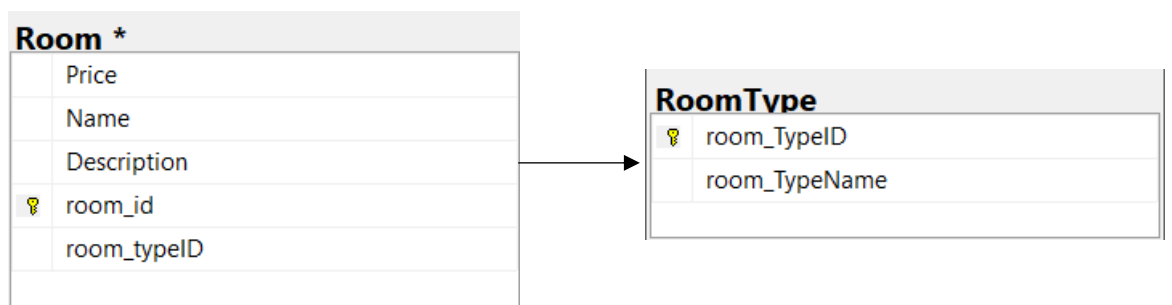 Room *
Price
Name
Description
room_id
room_typeID
RoomType
room_TypeID
room_TypeName